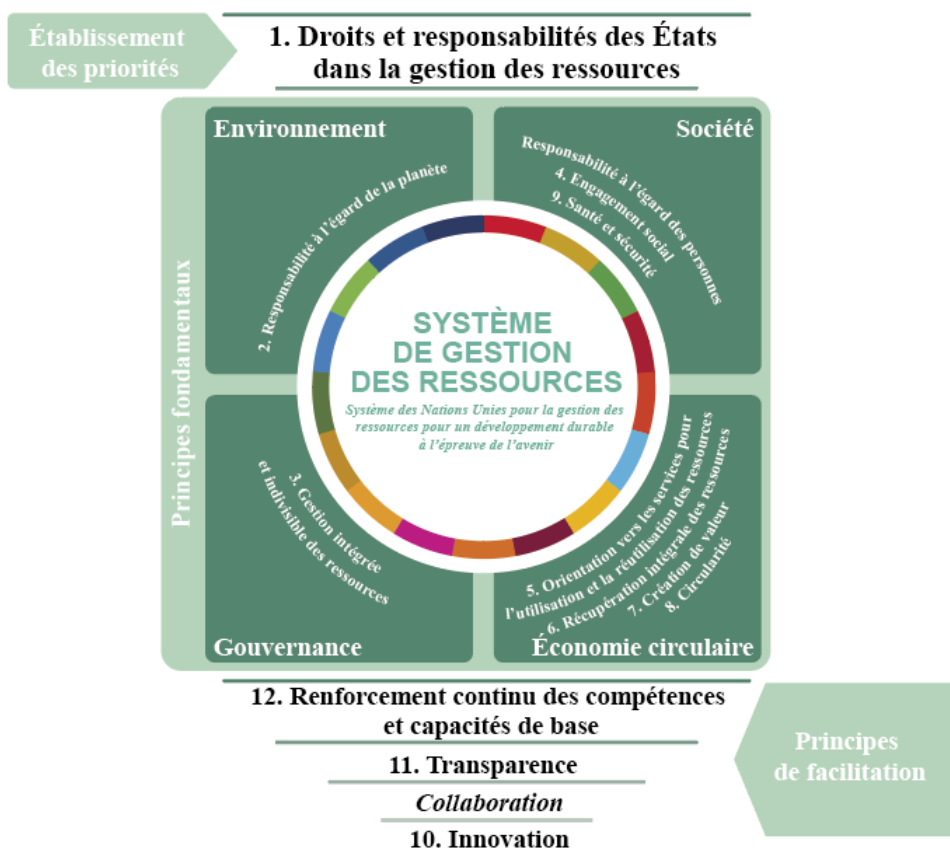 Établissement
des priorités
1. Droits et responsabilités des États
dans la gestion des ressources
Principes fondamentaux
Environnement
2. Responsabilité à l'égard de la planète
Société
Responsabilité à l'égard des personnes
4. Engagement social
9. Santé et sécurité
SYSTÈME
DE GESTION
DES RESSOURCES
Système des Nations Unies pour la gestion des
ressources pour un développement durable
à l'épreuve de l'avenir
3. Gestion intégrée
et indivisible des ressources
Gouvernance
5. Orientation vers les services pour
l'utilisation et la réutilisation des ressources
6. Récupération intégrale des ressources
7. Création de valeur
8. Circularité
Économie circulaire
12. Renforcement continu des compétences
et capacités de base
11. Transparence
Collaboration
10. Innovation
Principes
de facilitation